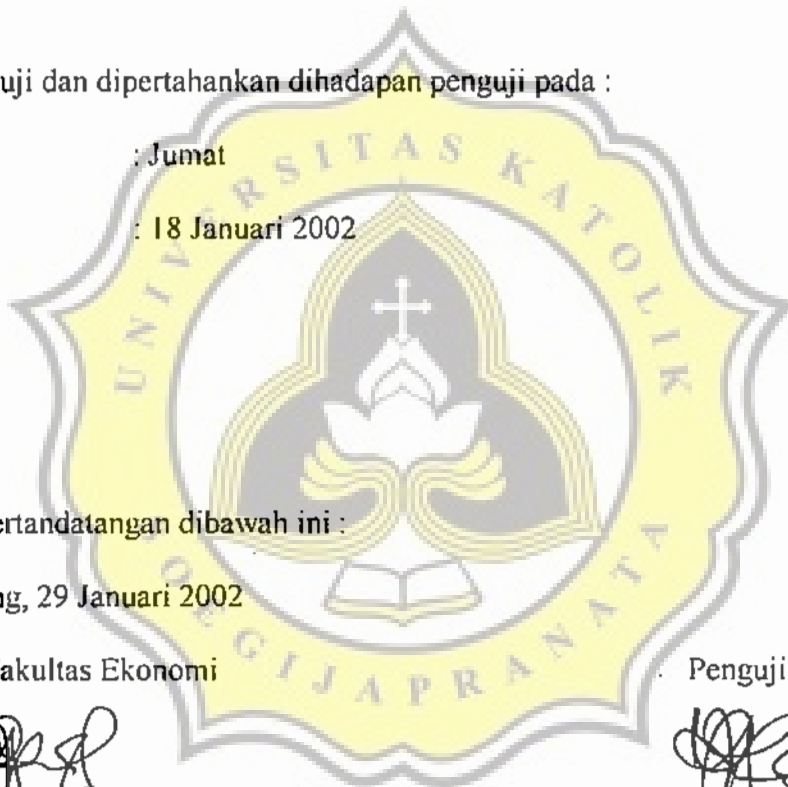 uji dan dipertahankan dihadapan penguji pada :
: Jumat
: 18 Januari 2002
UNIVERSITAS KATOLIK
SOEGIJAPRANATA
ertandatangan dibawah ini :
ng, 29 Januari 2002
akultas Ekonomi
Penguji